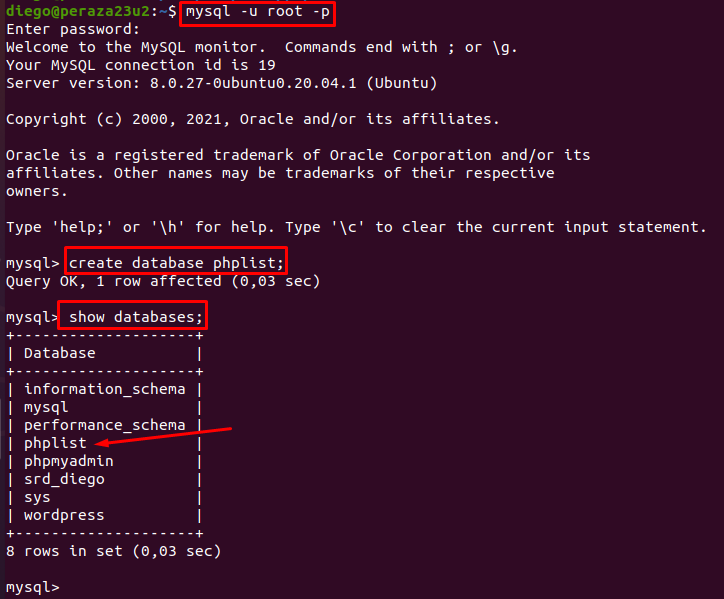 diego@peraza23u2:~$ mysql -u root -p
Enter password:
Welcome to the MySQL monitor.  Commands end with ; or \g.
Your MySQL connection id is 19
Server version: 8.0.27-0ubuntu0.20.04.1 (Ubuntu)
Copyright (c) 2000, 2021, Oracle and/or its affiliates.
Oracle is a registered trademark of Oracle Corporation and/or its
affiliates. Other names may be trademarks of their respective
owners.
Type 'help;' or '\h' for help. Type '\c' to clear the current input statement.
mysql> create database phplist;
Query OK, 1 row affected (0,03 sec)
mysql> show databases;
+--------------------+
| Database           |
+--------------------+
| information_schema |
| mysql              |
| performance_schema |
| phplist            |
| phpmyadmin         |
| srd_diego          |
| sys                |
| wordpress          |
+--------------------+
8 rows in set (0,03 sec)
mysql>